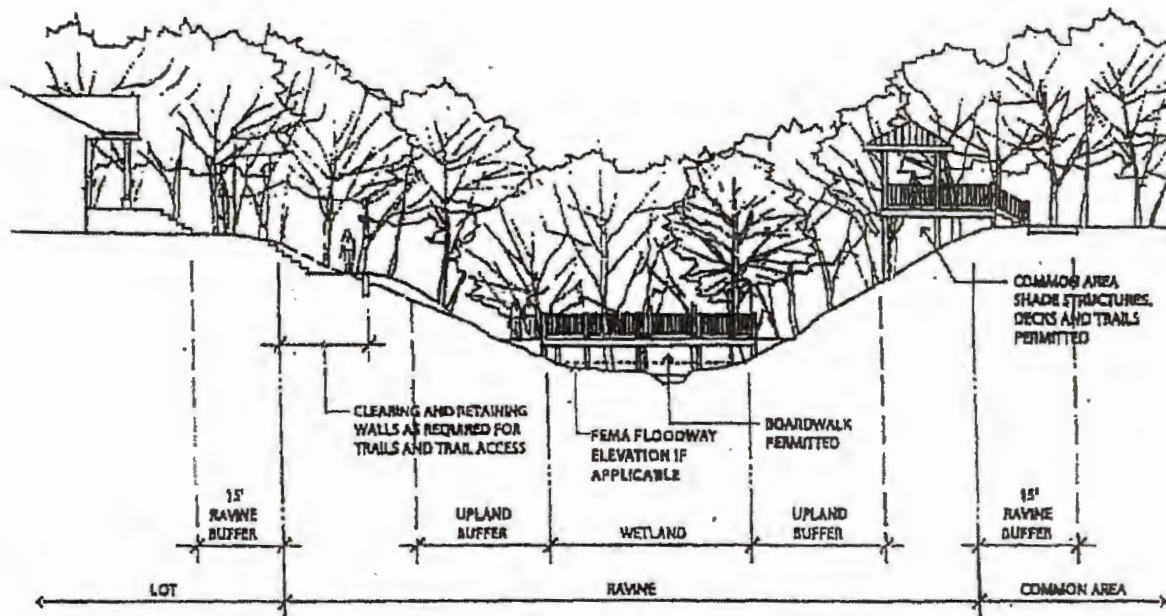 COMMON AREA
SHADE STRUCTURES,
DECKS AND TRAILS
PERMITTED
CLEARING AND RETAINING
WALLS AS REQUIRED FOR
TRAILS AND TRAIL ACCESS
FEMA FLOODWAY
ELEVATION IF
APPLICABLE
BOARDWALK
PERMITTED
15'
RAVINE
BUFFER
UPLAND
BUFFER
WETLAND
UPLAND
BUFFER
15'
RAVINE
BUFFER
LOT
RAVINE
COMMON AREA